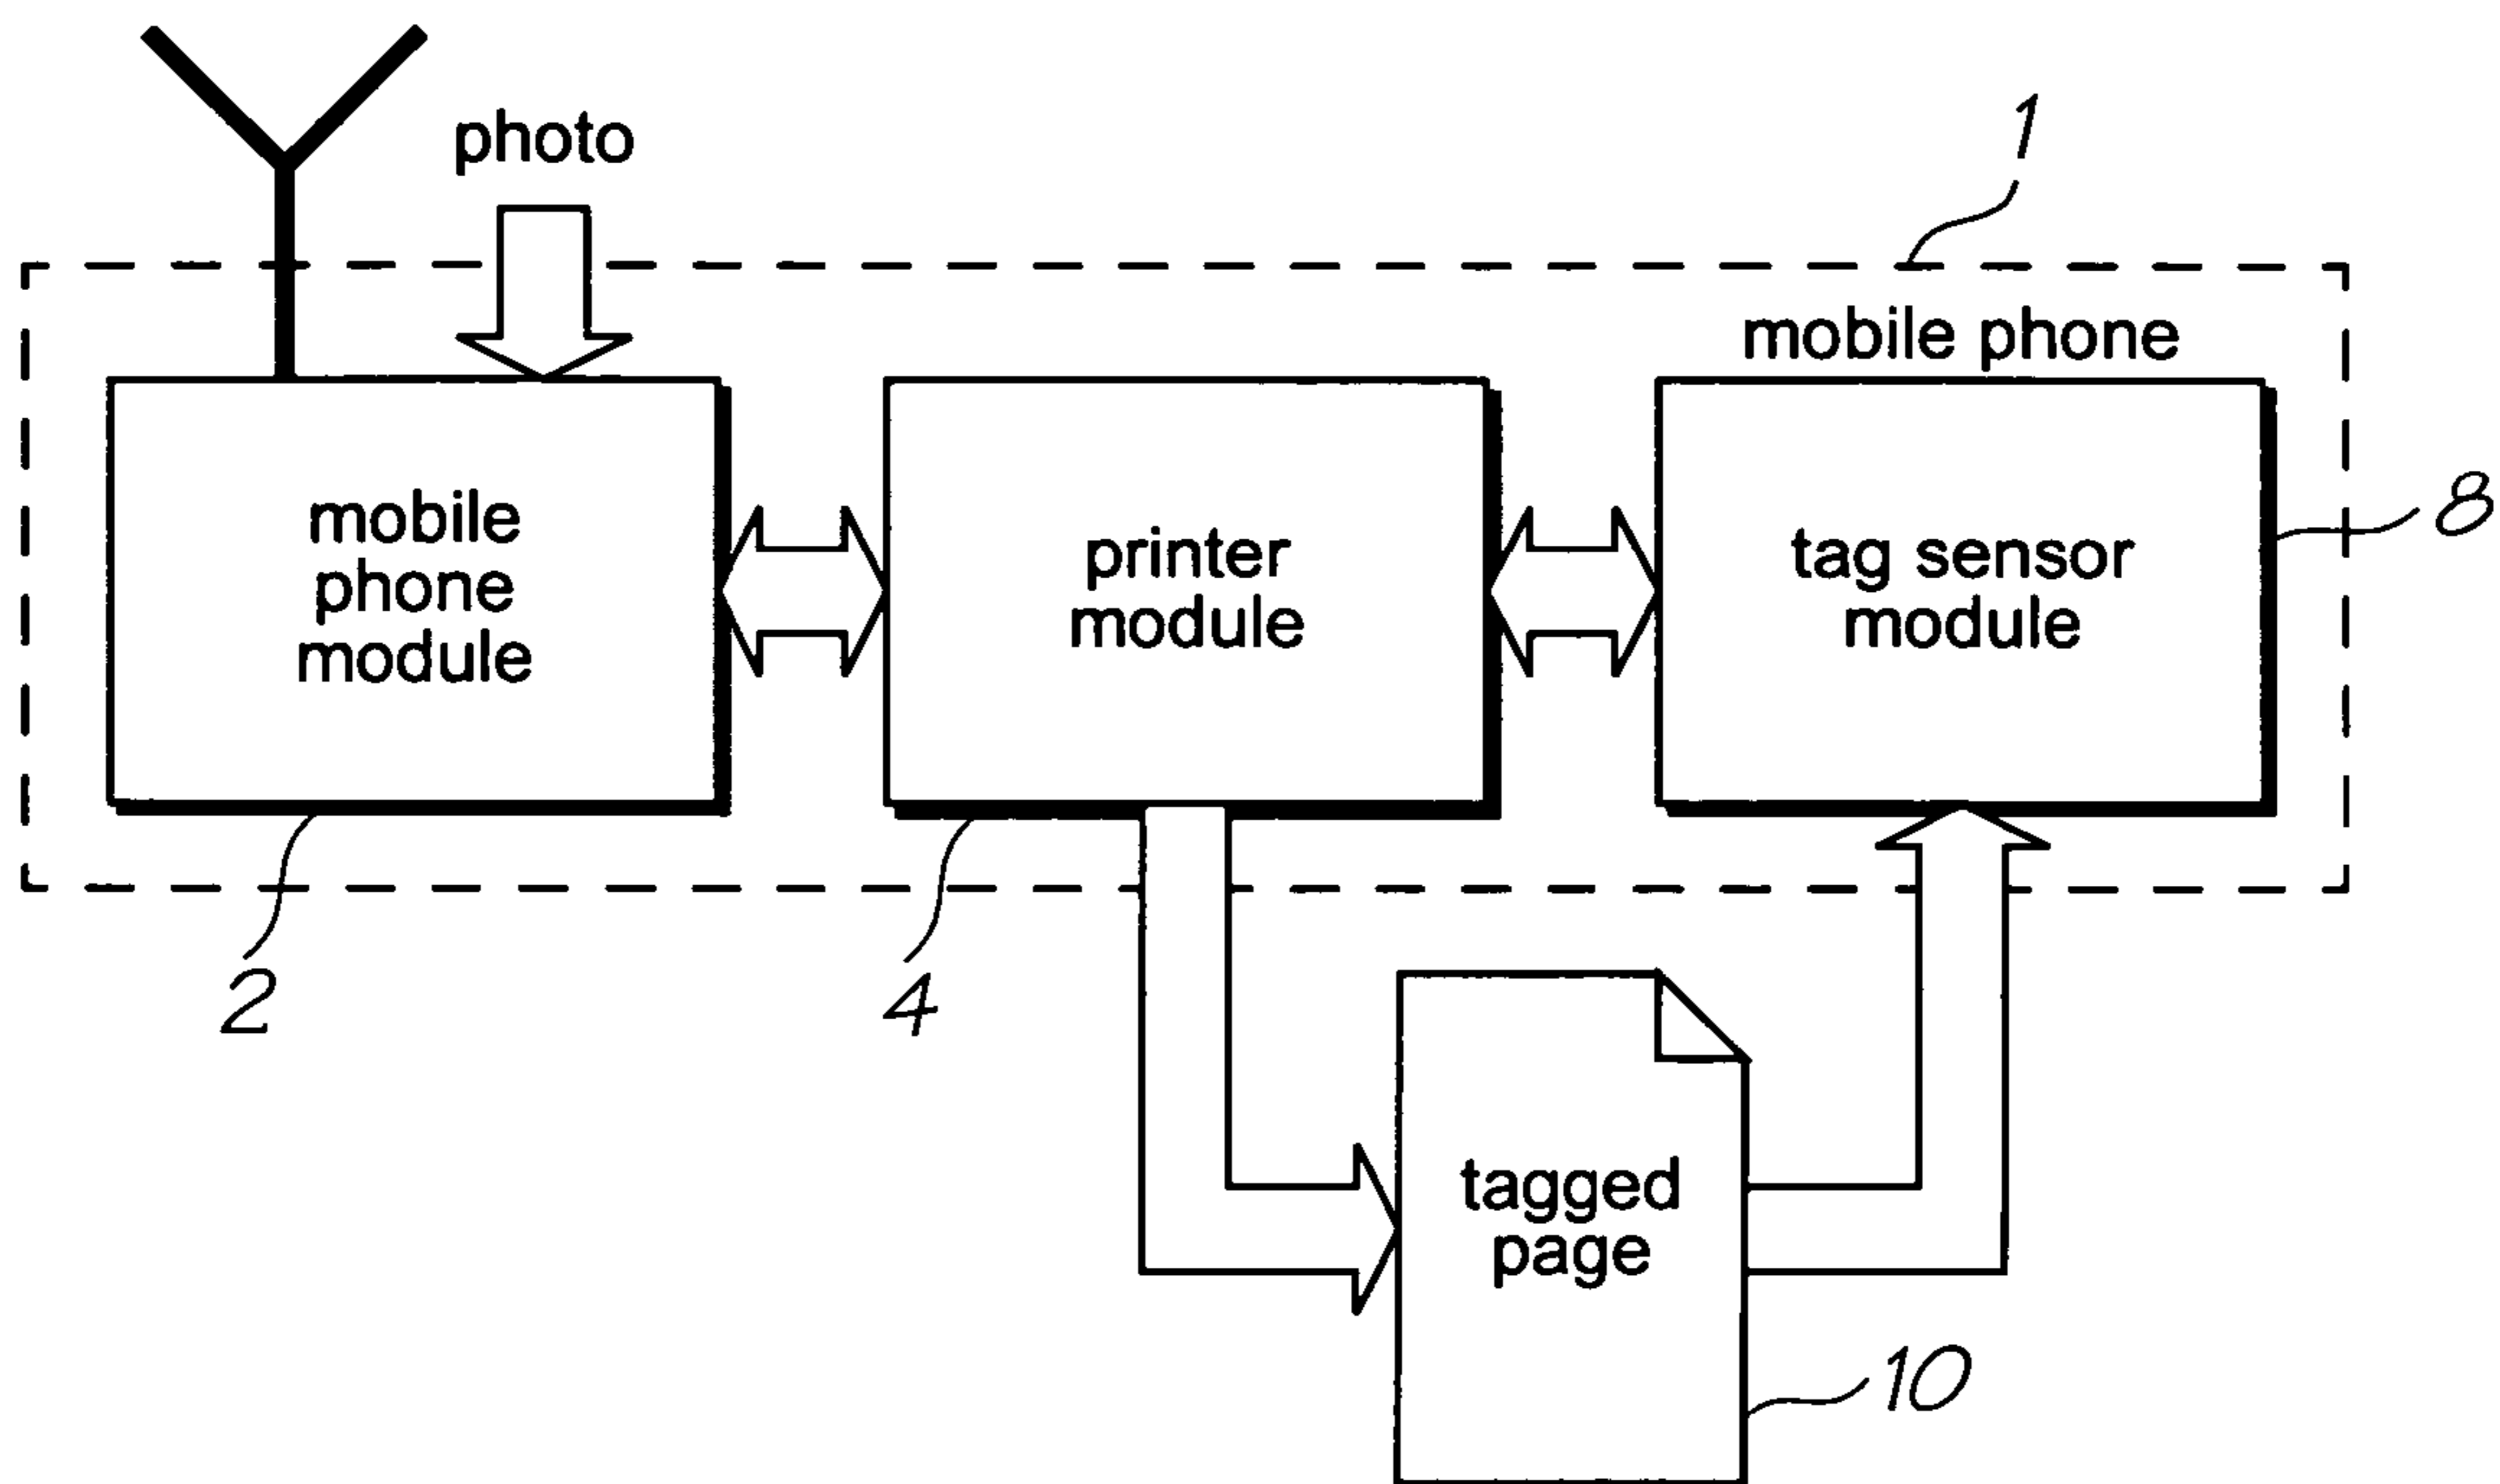 photo
1
mobile phone
mobile
phone
module
printer
module
tag sensor
module
8
2
4
tagged
page
10